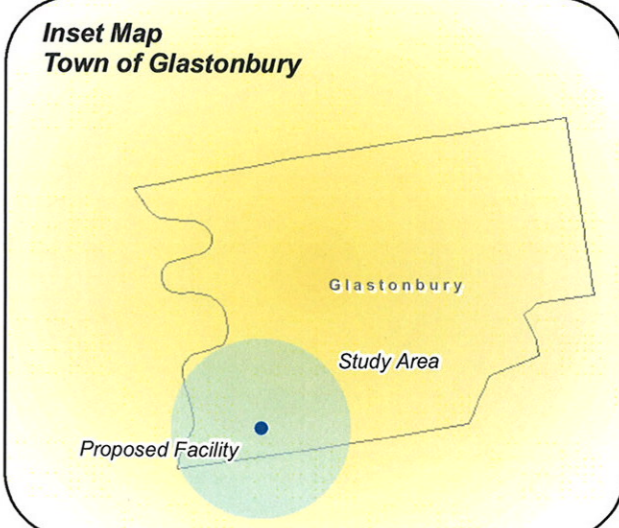 Inset Map
Town of Glastonbury
Glastonbury
Study Area
Proposed Facility